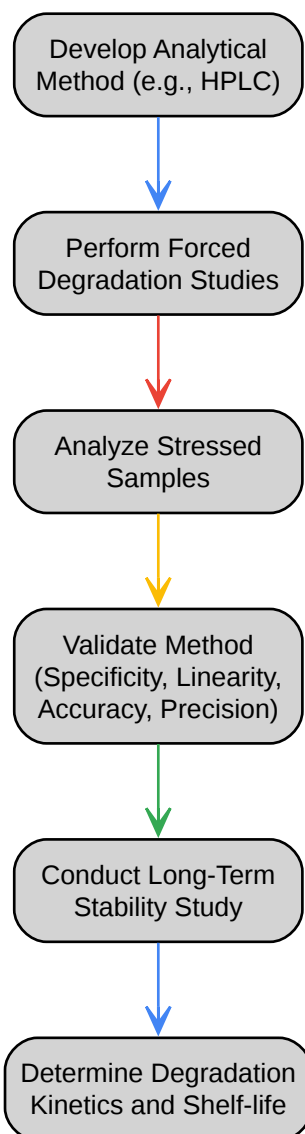 Develop Analytical
Method (e.g., HPLC)
Perform Forced
Degradation Studies
Analyze Stressed
Samples
Validate Method
(Specificity, Linearity,
Accuracy, Precision)
Conduct Long-Term
Stability Study
Determine Degradation
Kinetics and Shelf-life